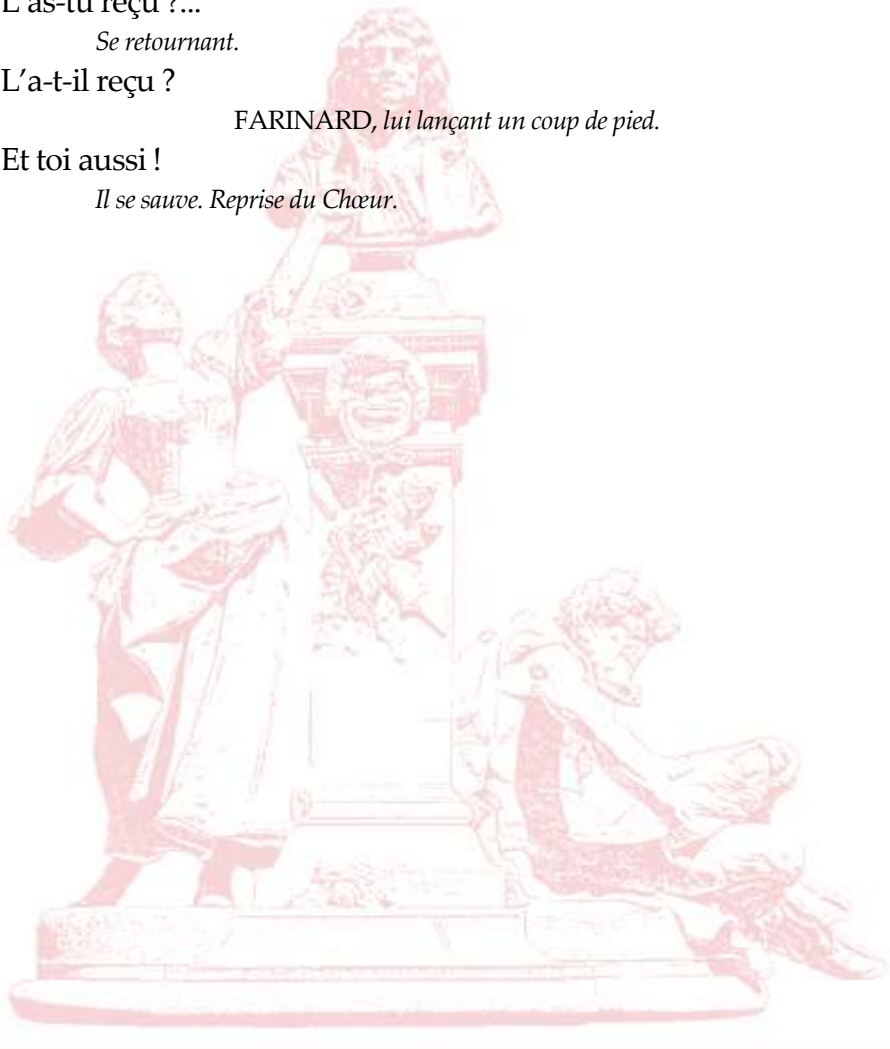 L'as-tu reçu ?...
Se retournant.
L'a-t-il reçu ?
FARINARD, lui lançant un coup de pied.
Et toi aussi !
Il se sauve. Reprise du Chœur.